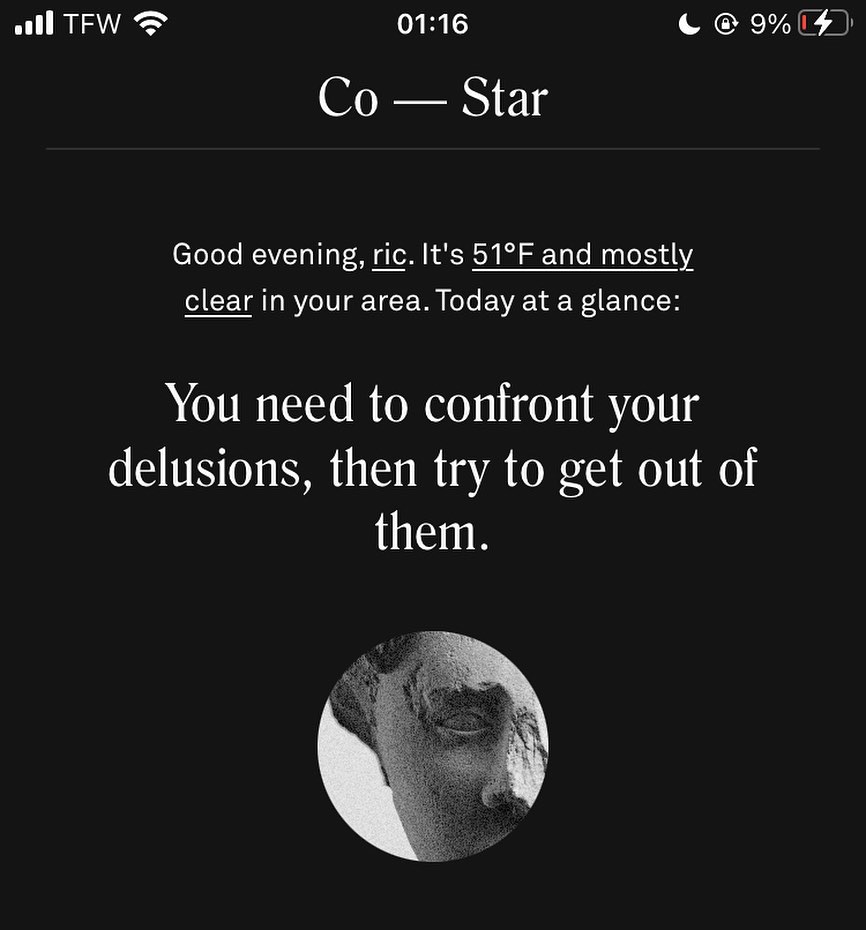 TFW 01:16 9%
Co — Star
Good evening, ric. It's 51°F and mostly
clear in your area. Today at a glance:
You need to confront your
delusions, then try to get out of
them.